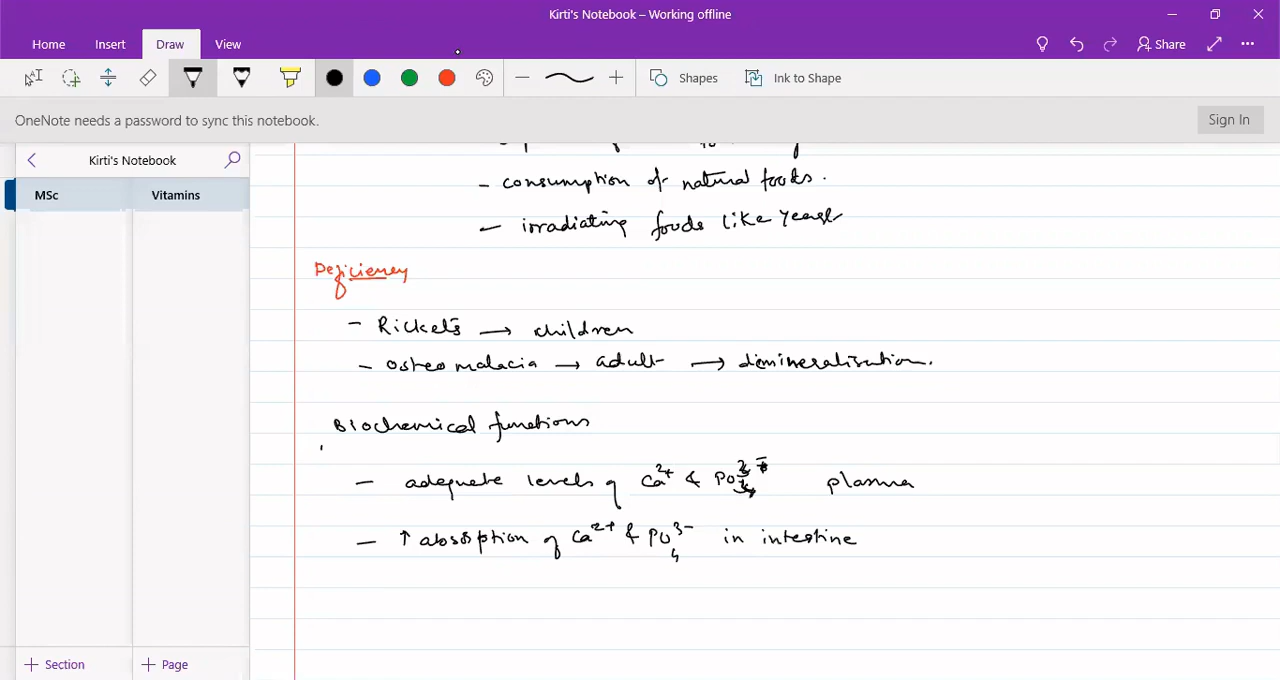 Kirti's Notebook – Working offline
Home Insert Draw View Share
Shapes Ink to Shape
OneNote needs a password to sync this notebook. Sign In
Kirti's Notebook
MSc Vitamins
- consumption of natural foods.
- irradiating foods like yeast
Deficiency
- Rickets → children
- osteomalacia → adult → demineralisation.
Biochemical functions
- adequate levels of Ca²⁺ & PO plasma
- ↑ absorption of Ca²⁺ & PO₄³⁻ in intestine
+ Section + Page